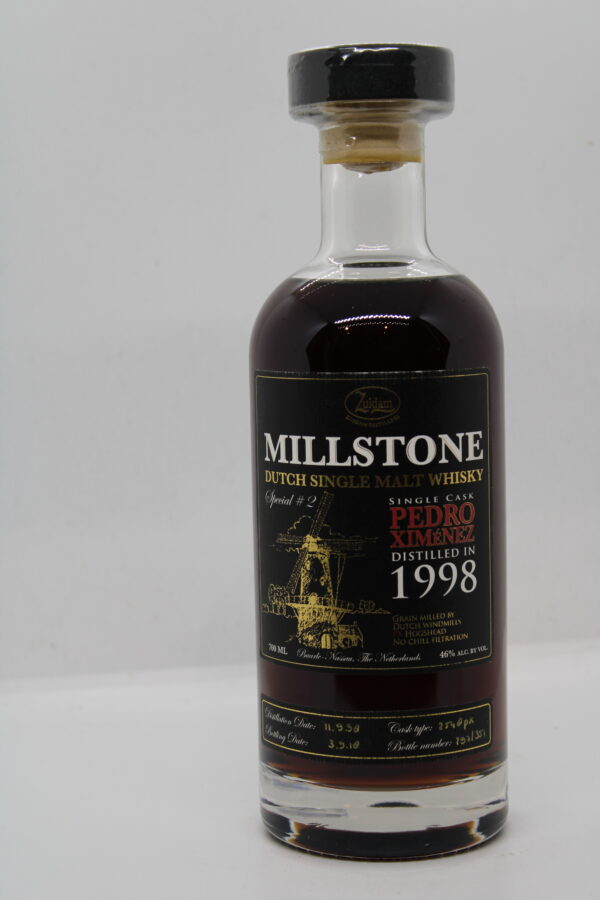 Zuidam
MILLSTONE
DUTCH SINGLE MALT WHISKY
Special #2
SINGLE CASK
PEDRO
XIMÉNEZ
DISTILLED IN
1998
GRAIN MILLED BY
DUTCH WINDMILLS
PX HOGSHEAD
NO CHILL FILTRATION
700 ML
Baarle-Nassau, The Netherlands
46% ALC. BY VOL.
Distillation Date: 11.9.98
Bottling Date: 3.9.18
Cask type:
Bottle number: